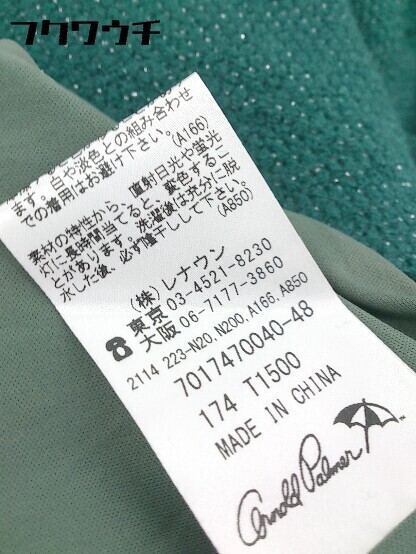 フクワウチ
ます。白や淡色との組み合わせ
での着用はお避け下さい。(A166)
素材の特性から、直射日光や蛍光
灯に長時間当てると、変色するこ
とがあります。洗濯後は充分に脱
水した後、必ず陰干しして下さい。
(A850)
(株)レナウン
東京 03-4521-8230
大阪 06-7177-3860
2114 223-N20, N200, A166, A850
7017470040-48
174 T1500
MADE IN CHINA
Arnold Palmer